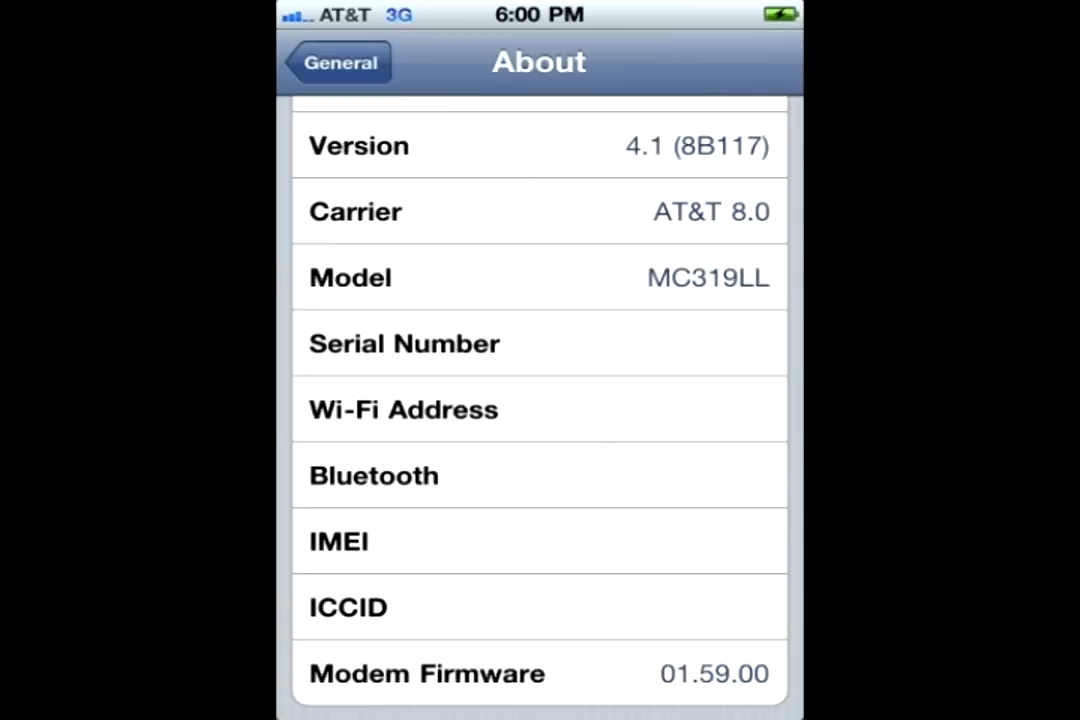 AT&T 3G 6:00 PM
General About
Version 4.1 (8B117)
Carrier AT&T 8.0
Model MC319LL
Serial Number
Wi-Fi Address
Bluetooth
IMEI
ICCID
Modem Firmware 01.59.00